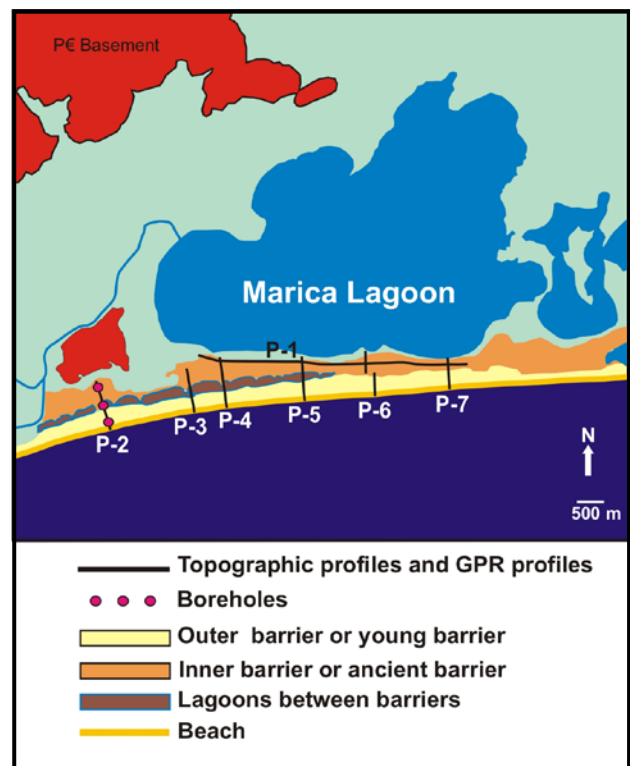 P€ Basement
Marica Lagoon
P-1
P-2
P-3
P-4
P-5
P-6
P-7
N
500 m
Topographic profiles and GPR profiles
Boreholes
Outer barrier or young barrier
Inner barrier or ancient barrier
Lagoons between barriers
Beach